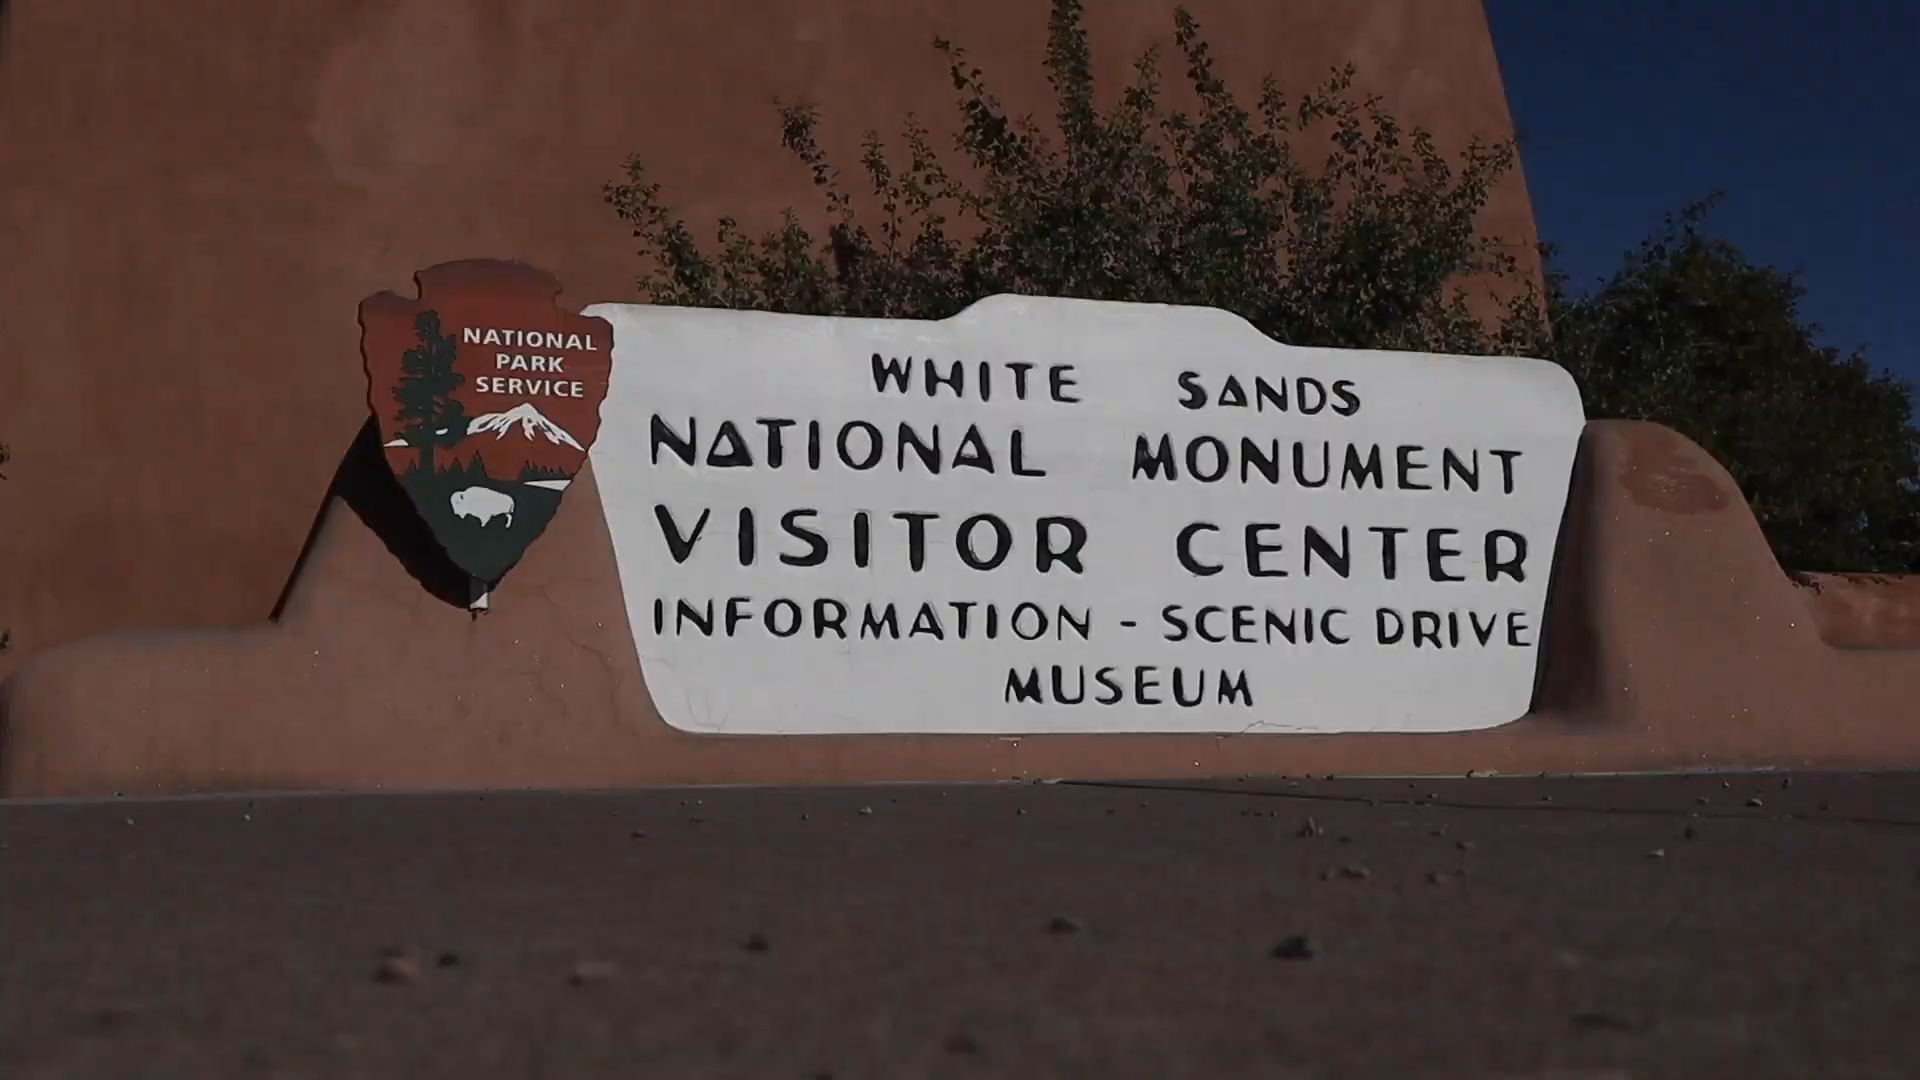 NATIONAL
PARK
SERVICE
WHITE SANDS
NATIONAL MONUMENT
VISITOR CENTER
INFORMATION - SCENIC DRIVE
MUSEUM